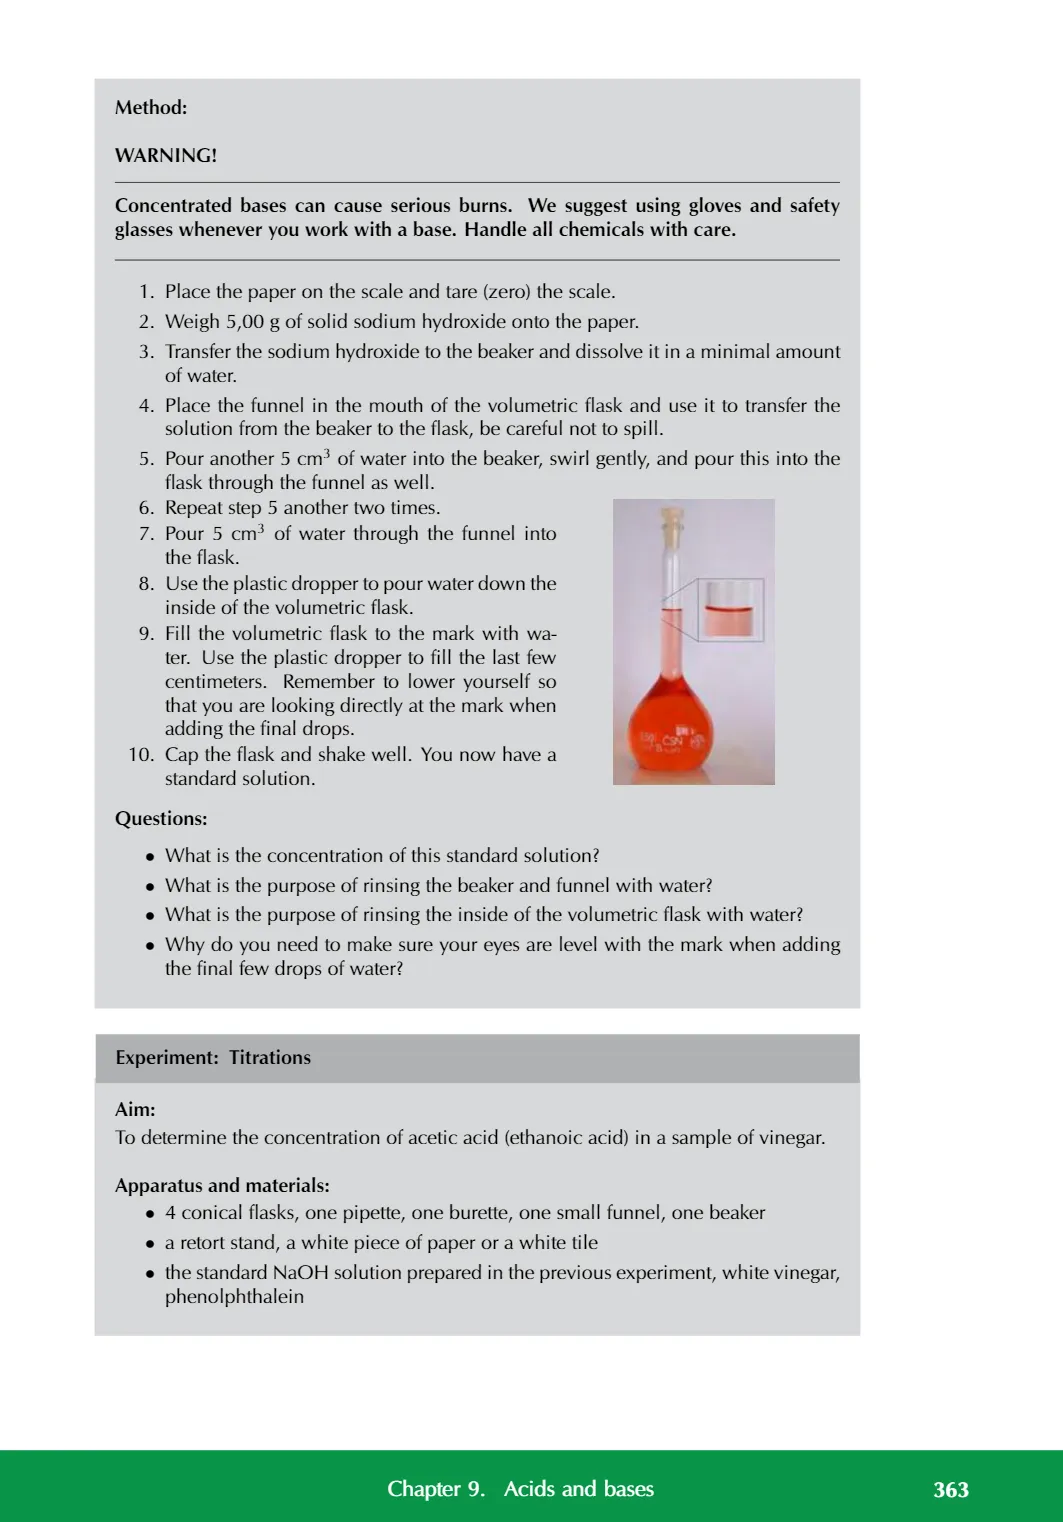 Method:
WARNING!
Concentrated bases can cause serious burns. We suggest using gloves and safety
glasses whenever you work with a base. Handle all chemicals with care.
1. Place the paper on the scale and tare (zero) the scale.
2. Weigh 5,00 g of solid sodium hydroxide onto the paper.
3. Transfer the sodium hydroxide to the beaker and dissolve it in a minimal amount
of water.
4. Place the funnel in the mouth of the volumetric flask and use it to transfer the
solution from the beaker to the flask, be careful not to spill.
5. Pour another 5 cm³ of water into the beaker, swirl gently, and pour this into the
flask through the funnel as well.
6. Repeat step 5 another two times.
7. Pour 5 cm³ of water through the funnel into
the flask.
8. Use the plastic dropper to pour water down the
inside of the volumetric flask.
9. Fill the volumetric flask to the mark with wa-
ter. Use the plastic dropper to fill the last few
centimeters. Remember to lower yourself so
that you are looking directly at the mark when
adding the final drops.
10. Cap the flask and shake well. You now have a
standard solution.
CSN
Questions:
• What is the concentration of this standard solution?
• What is the purpose of rinsing the beaker and funnel with water?
• What is the purpose of rinsing the inside of the volumetric flask with water?
• Why do you need to make sure your eyes are level with the mark when adding
the final few drops of water?
Experiment: Titrations
Aim:
To determine the concentration of acetic acid (ethanoic acid) in a sample of vinegar.
Apparatus and materials:
• 4 conical flasks, one pipette, one burette, one small funnel, one beaker
• a retort stand, a white piece of paper or a white tile
• the standard NaOH solution prepared in the previous experiment, white vinegar,
phenolphthalein
Chapter 9. Acids and bases 363